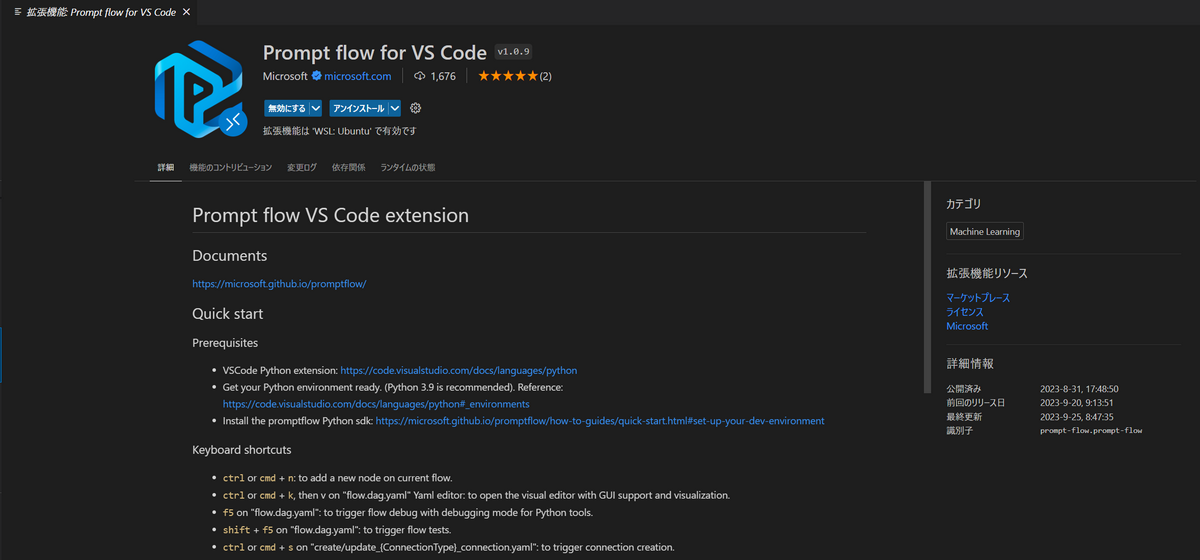 拡張機能: Prompt flow for VS Code
Prompt flow for VS Code v1.0.9
Microsoft microsoft.com 1,676 ★★★★★(2)
無効にする アンインストール
拡張機能は 'WSL: Ubuntu' で有効です
詳細 機能のコントリビューション 変更ログ 依存関係 ランタイムの状態
Prompt flow VS Code extension
Documents
https://microsoft.github.io/promptflow/
Quick start
Prerequisites
• VSCode Python extension: https://code.visualstudio.com/docs/languages/python
• Get your Python environment ready. (Python 3.9 is recommended). Reference:
https://code.visualstudio.com/docs/languages/python#_environments
• Install the promptflow Python sdk: https://microsoft.github.io/promptflow/how-to-guides/quick-start.html#set-up-your-dev-environment
Keyboard shortcuts
• ctrl or cmd + n: to add a new node on current flow.
• ctrl or cmd + k, then v on "flow.dag.yaml" Yaml editor: to open the visual editor with GUI support and visualization.
• f5 on "flow.dag.yaml": to trigger flow debug with debugging mode for Python tools.
• shift + f5 on "flow.dag.yaml": to trigger flow tests.
• ctrl or cmd + s on "create/update_{ConnectionType}_connection.yaml": to trigger connection creation.
カテゴリ
Machine Learning
拡張機能リソース
マーケットプレース
ライセンス
Microsoft
詳細情報
公開済み 2023-8-31, 17:48:50
前回のリリース日 2023-9-20, 9:13:51
最終更新 2023-9-25, 8:47:35
識別子 prompt-flow.prompt-flow